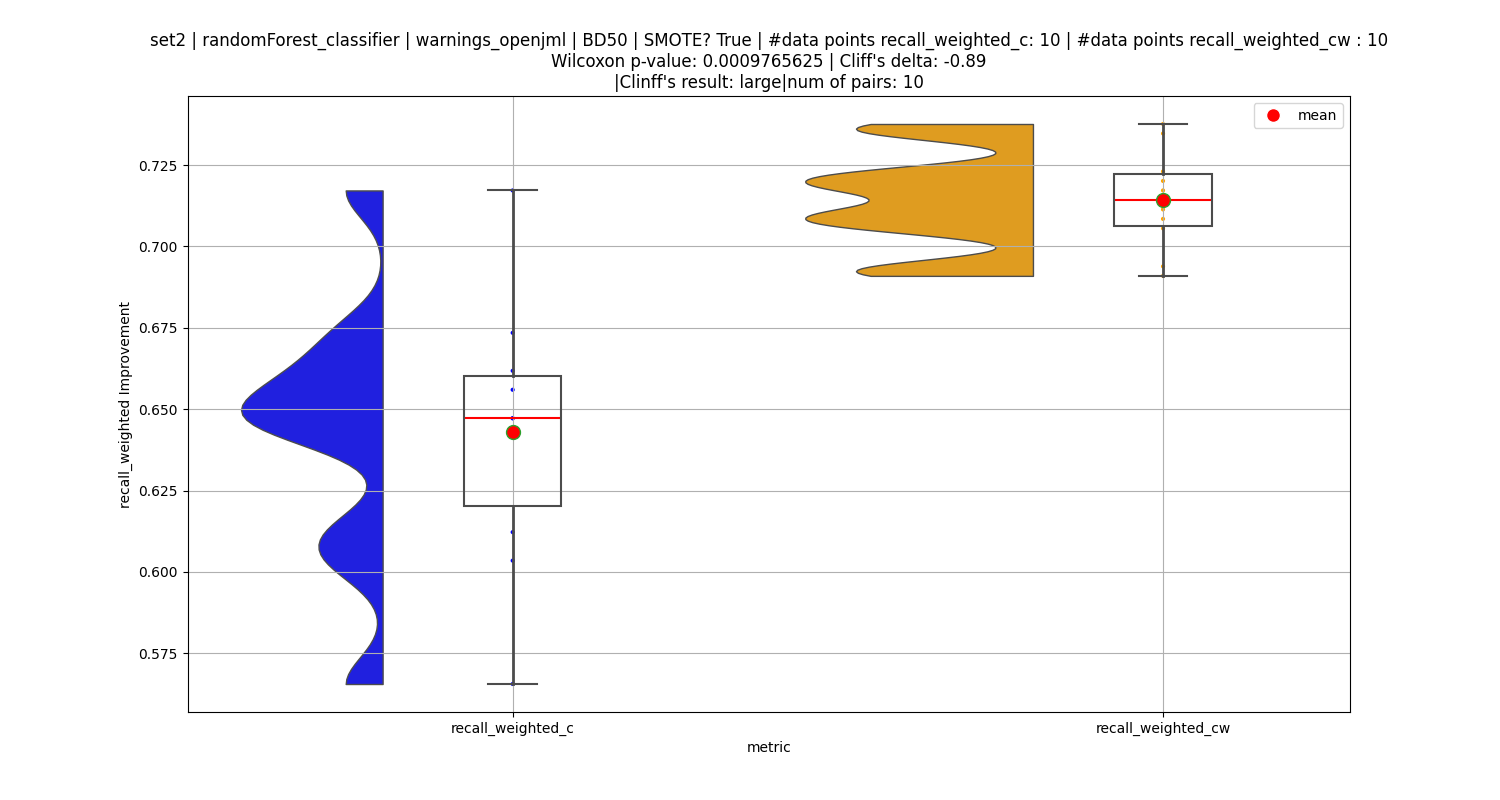 set2 | randomForest_classifier | warnings_openjml | BD50 | SMOTE? True | #data points recall_weighted_c: 10 | #data points recall_weighted_cw : 10
Wilcoxon p-value: 0.0009765625 | Cliff's delta: -0.89
|Clinff's result: large|num of pairs: 10
mean
0.725
0.700
0.675
0.650
0.625
0.600
0.575
recall_weighted Improvement
recall_weighted_c
recall_weighted_cw
metric